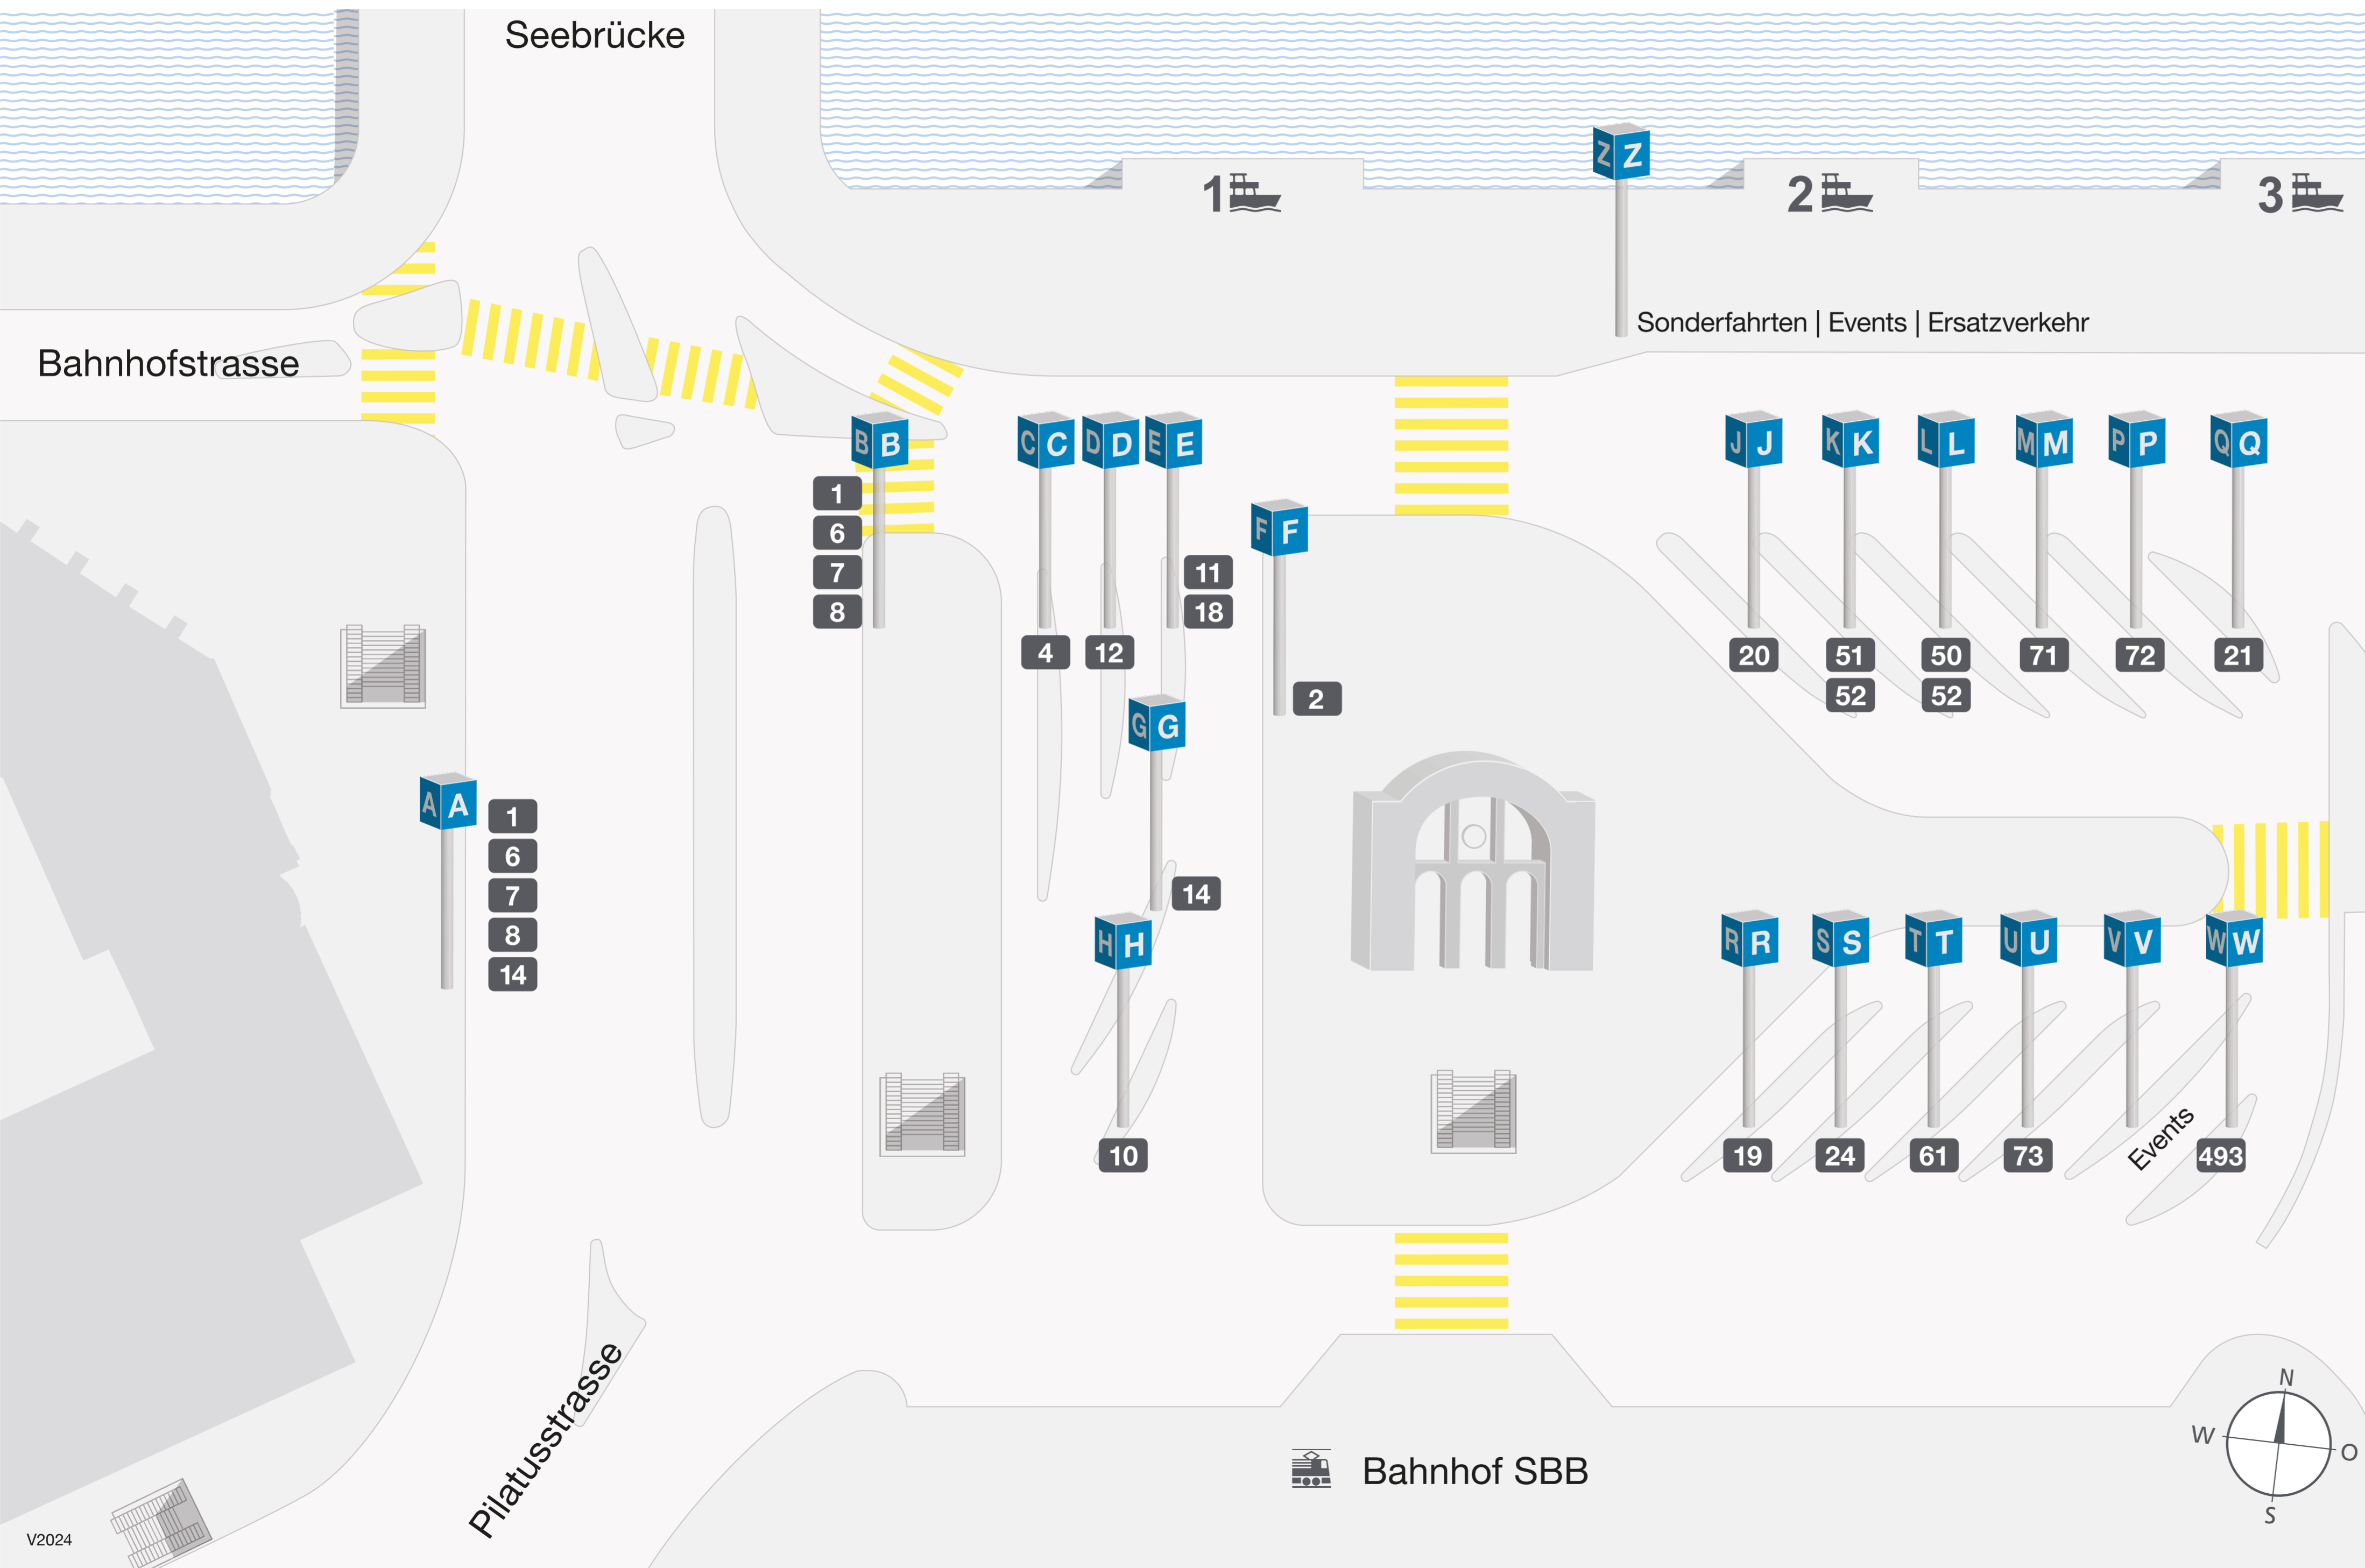 Seebrücke
Z Z
1
2
3
Sonderfahrten | Events | Ersatzverkehr
Bahnhofstrasse
B B
1
6
7
8
C C
4
D D
12
E E
11
18
F F
2
G G
14
H H
10
A A
1
6
7
8
14
J J
20
K K
51
52
L L
50
52
M M
71
P P
72
Q Q
21
R R
19
S S
24
T T
61
U U
73
V V
Events
W W
493
Pilatusstrasse
Bahnhof SBB
N
W
O
S
V2024